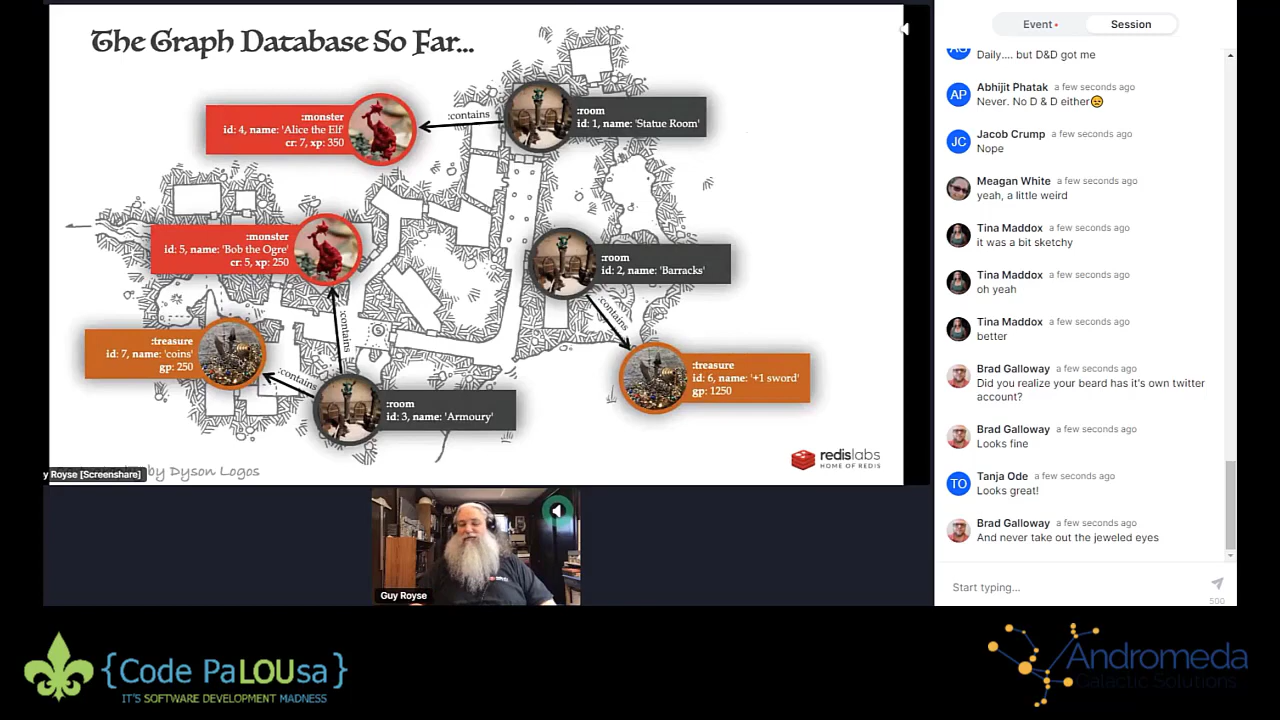 The Graph Database So Far...
:monster
id: 4, name: 'Alice the Elf'
cr: 7, xp: 350
:contains
:room
id: 1, name: 'Statue Room'
:monster
id: 5, name: 'Bob the Ogre'
cr: 5, xp: 250
:room
id: 2, name: 'Barracks'
:contains
:contains
:treasure
id: 7, name: 'coins'
gp: 250
:contains
:treasure
id: 6, name: '+1 sword'
gp: 1250
:room
id: 3, name: 'Armoury'
redislabs
HOME OF REDIS
y Royse [Screenshare]
by Dyson Logos
Guy Royse
Event
Session
Daily.... but D&D got me
AP
Abhijit Phatak a few seconds ago
Never. No D & D either😟
JC
Jacob Crump a few seconds ago
Nope
Meagan White a few seconds ago
yeah, a little weird
Tina Maddox a few seconds ago
it was a bit sketchy
Tina Maddox a few seconds ago
oh yeah
Tina Maddox a few seconds ago
better
Brad Galloway a few seconds ago
Did you realize your beard has it's own twitter
account?
Brad Galloway a few seconds ago
Looks fine
TO
Tanja Ode a few seconds ago
Looks great!
Brad Galloway a few seconds ago
And never take out the jeweled eyes
Start typing...
500
{Code PaLOUsa}
IT'S SOFTWARE DEVELOPMENT MADNESS
Andromeda
Galactic Solutions